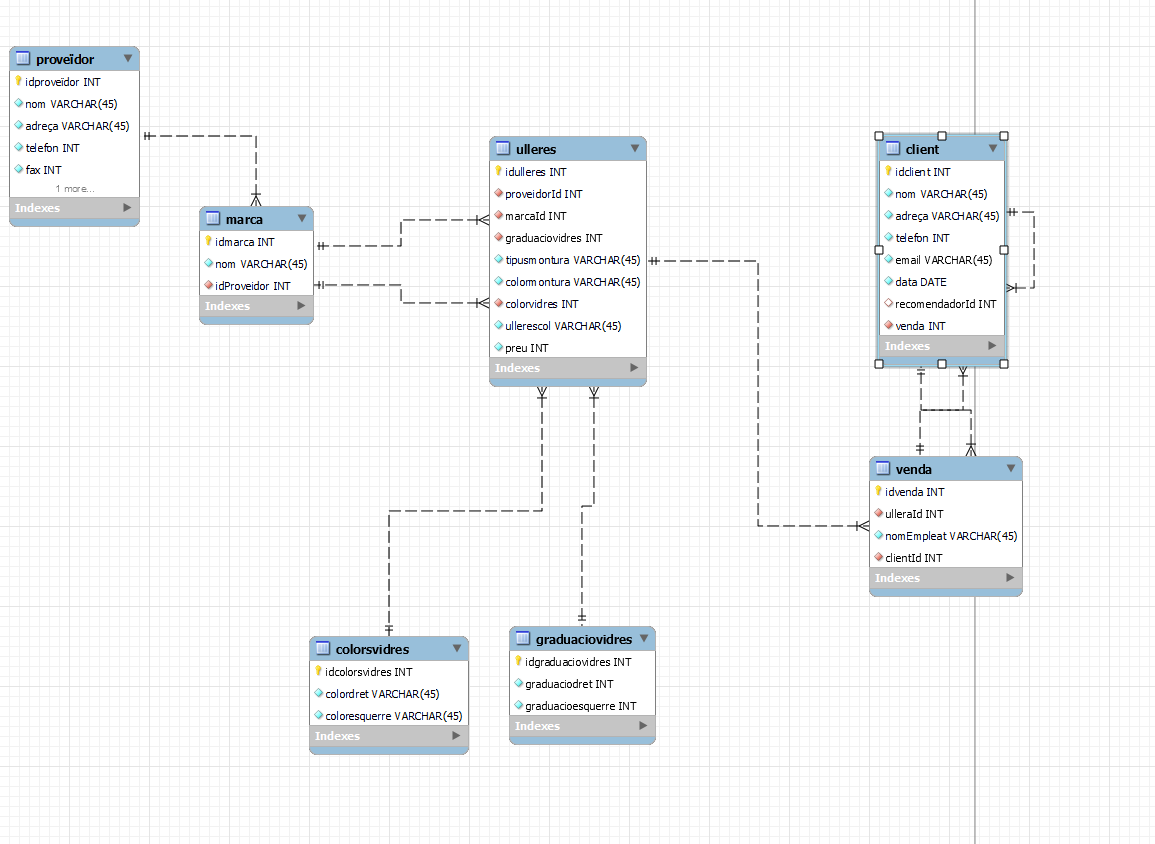 proveïdor
idproveïdor INT
nom VARCHAR(45)
adreça VARCHAR(45)
telefon INT
fax INT
1 more...
Indexes
marca
idmarca INT
nom VARCHAR(45)
idProveidor INT
Indexes
ulleres
idulleres INT
proveidorId INT
marcaId INT
graduaciovidres INT
tipusmontura VARCHAR(45)
colormontura VARCHAR(45)
colorvidres INT
ullerescol VARCHAR(45)
preu INT
Indexes
client
idclient INT
nom VARCHAR(45)
adreça VARCHAR(45)
telefon INT
email VARCHAR(45)
data DATE
recomendadorId INT
venda INT
Indexes
venda
idvenda INT
ulleraId INT
nomEmpleat VARCHAR(45)
clientId INT
Indexes
colorsvidres
idcolorsvidres INT
colordret VARCHAR(45)
coloresquerre VARCHAR(45)
Indexes
graduaciovidres
idgraduaciovidres INT
graduaciodret INT
graduacioesquerre INT
Indexes